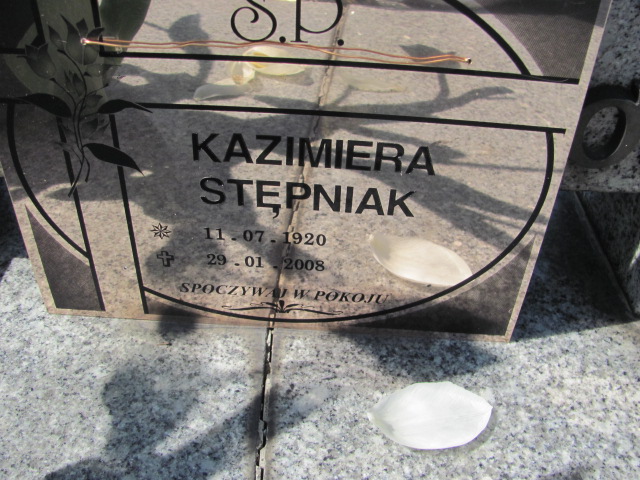 Ś.P.
KAZIMIERA
STĘPNIAK
11 - 07 - 1920
29 - 01 - 2008
SPOCZYWAJ W POKOJU